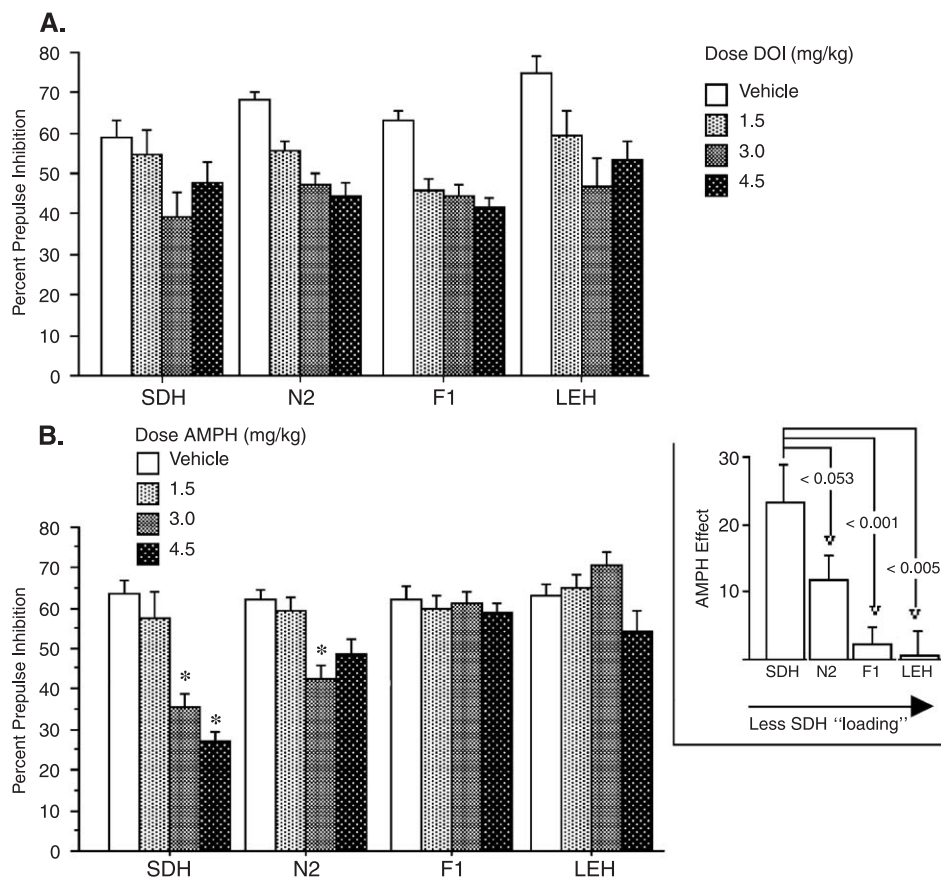 A.
Dose DOI (mg/kg)
Vehicle
1.5
3.0
4.5
Percent Prepulse Inhibition
80
70
60
50
40
30
20
10
0
SDH N2 F1 LEH
B.
Dose AMPH (mg/kg)
Vehicle
1.5
3.0
4.5
Percent Prepulse Inhibition
80
70
60
50
40
30
20
10
0
* * *
SDH N2 F1 LEH
AMPH Effect
30
20
10
< 0.053
< 0.001
< 0.005
SDH N2 F1 LEH
Less SDH "loading"